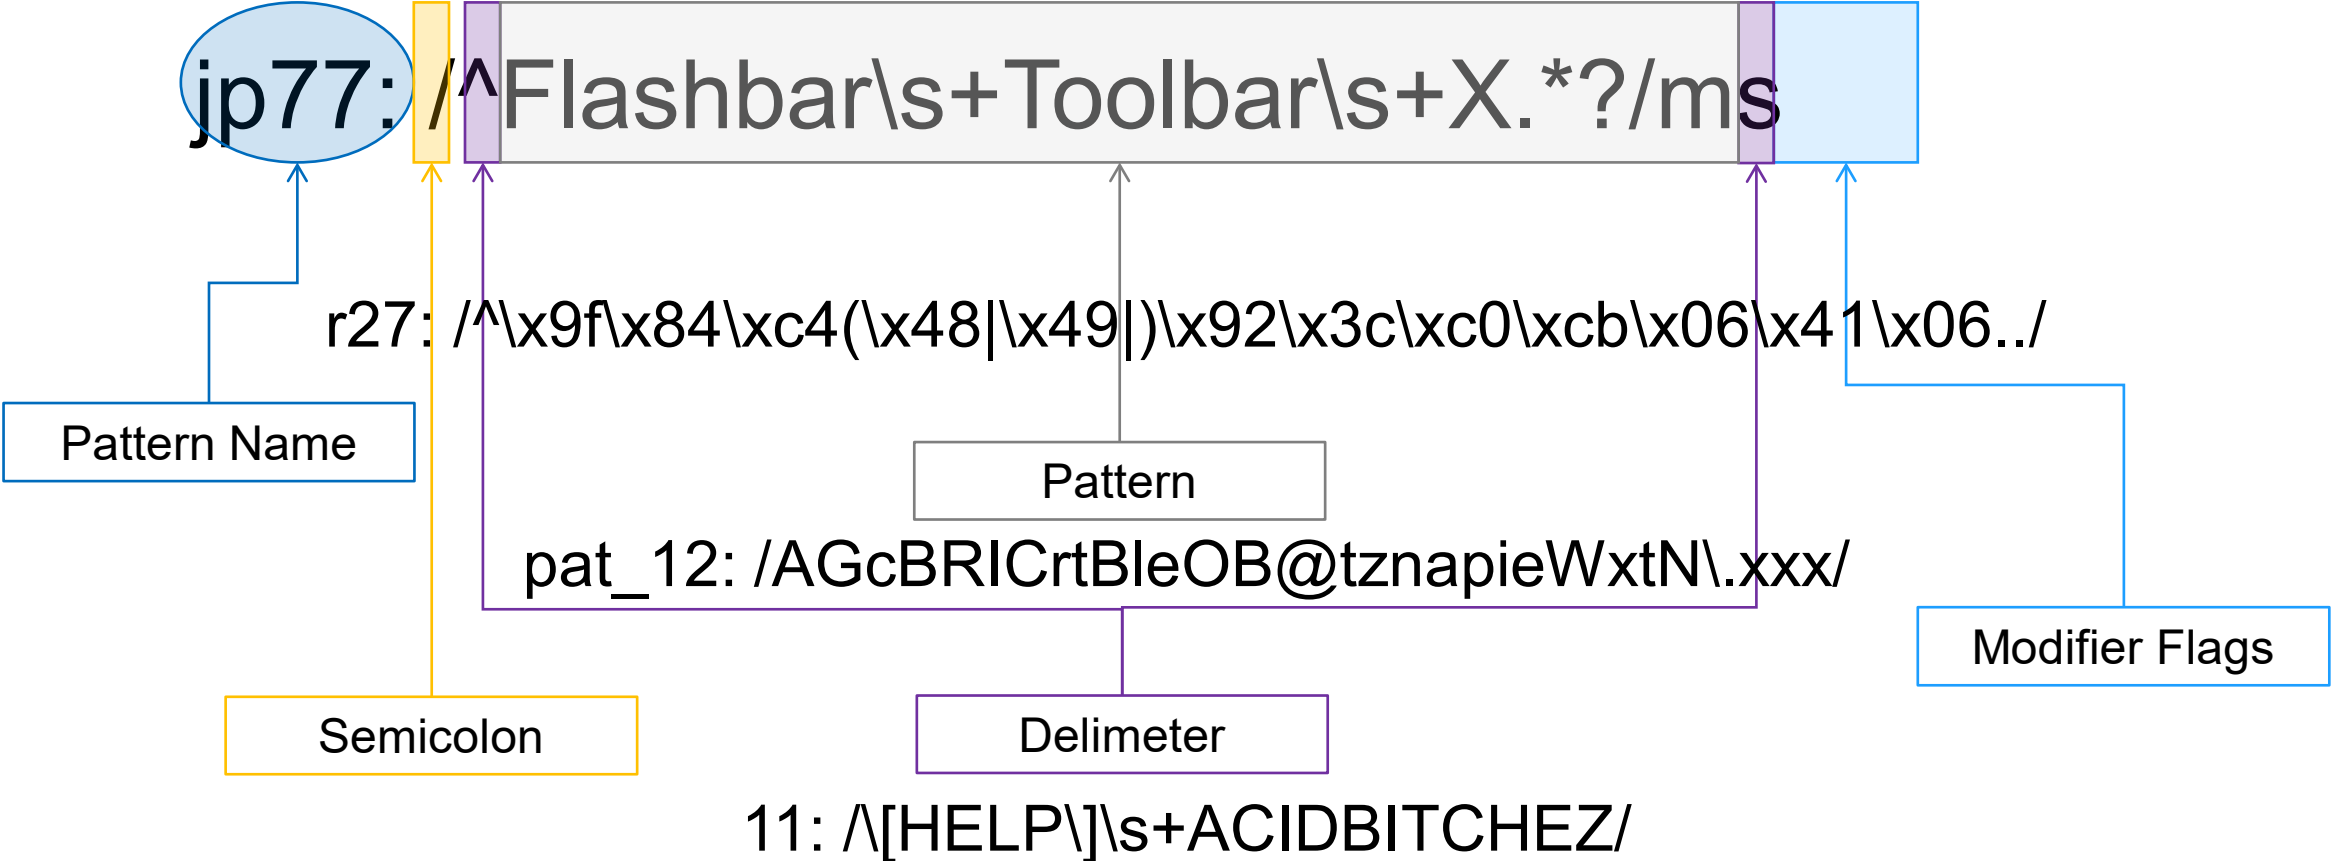 jp77: /^Flashbar\s+Toolbar\s+X.*?/ms
r27: /^\x9f\x84\xc4(\x48|\x49|)\x92\x3c\xc0\xcb\x06\x41\x06../
Pattern Name
Pattern
pat_12: /AGcBRICrtBleOB@tznapieWxtN\.xxx/
Modifier Flags
Semicolon
Delimeter
11: /\[HELP\]\s+ACIDBITCHEZ/